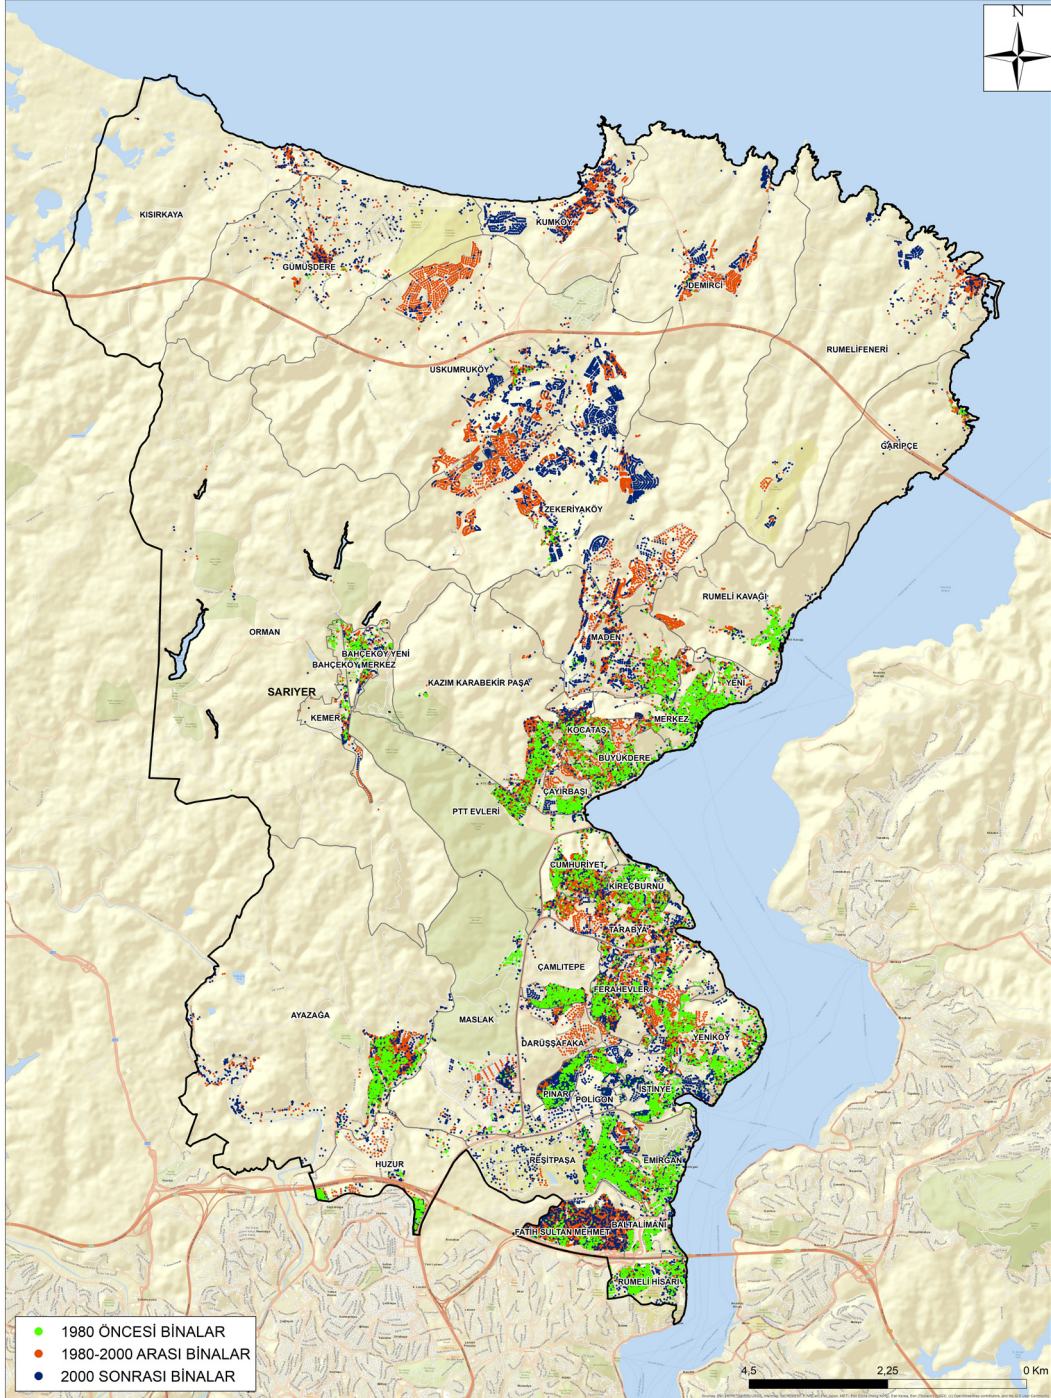 N
KISIRKAYA
GÜMÜŞDERE
KUMKÖY
DEMİRCİ
RUMELİFENERİ
USKUMRUKÖY
GARİPÇE
ZEKERİYAKÖY
RUMELİ KAVAĞI
ORMAN
MADEN
BAHÇEKÖY YENİ
BAHÇEKÖY MERKEZ
KAZIM KARABEKİR PAŞA
YENİ
SARIYER
KEMER
MERKEZ
KOCATAŞ
BÜYÜKDERE
ÇAYIRBAŞI
PTT EVLERİ
CUMHURİYET
KİREÇBURNU
TARABYA
ÇAMLITEPE
FERAHEVLER
AYAZAĞA
MASLAK
DARÜŞŞAFAKA
YENİKÖY
PINAR
POLİGON
İSTİNYE
REŞİTPAŞA
EMİRGAN
HUZUR
FATİH SULTAN MEHMET
BALTALİMANI
RUMELİ HİSARI
1980 ÖNCESİ BİNALAR
1980-2000 ARASI BİNALAR
2000 SONRASI BİNALAR
4,5 2,25 0 Km